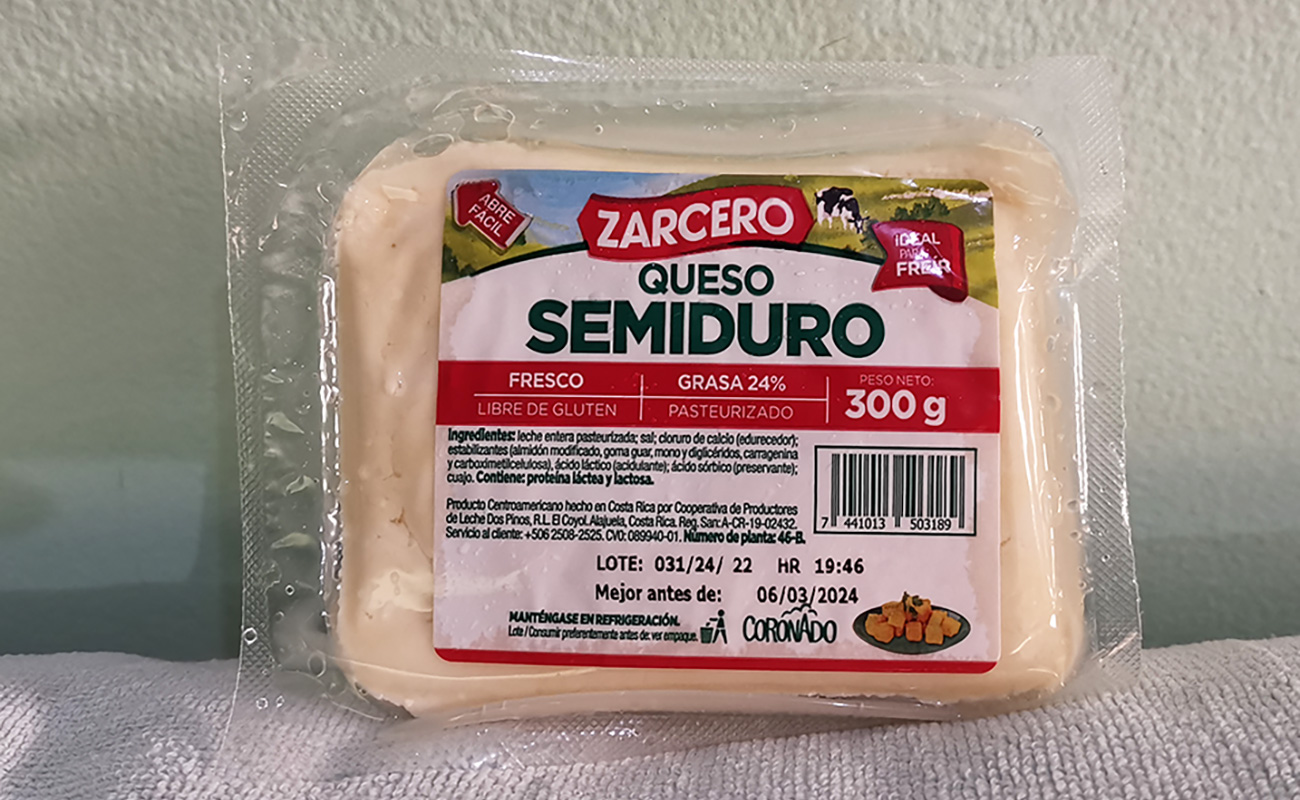 ABRE
FÁCIL
ZARCERO
IDEAL
PARA
FREÍR
QUESO
SEMIDURO
FRESCO
GRASA 24%
LIBRE DE GLUTEN
PASTEURIZADO
PESO NETO:
300 g
Ingredientes: leche entera pasteurizada; sal; cloruro de calcio (edurecedor);
estabilizantes (almidón modificado, goma guar, mono y diglicéridos, carragenina
y carboximetilcelulosa), ácido láctico (acidulante); ácido sórbico (preservante);
cuajo. Contiene: proteína láctea y lactosa.
Producto Centroamericano hecho en Costa Rica por Cooperativa de Productores
de Leche Dos Pinos, R.L. El Coyol. Alajuela, Costa Rica. Reg. San: A-CR-19-02432.
Servicio al cliente: +506 2508-2525. CVO: 089940-01. Número de planta: 46-B.
7 441013 503189
LOTE: 031/24/ 22 HR 19:46
Mejor antes de: 06/03/2024
MANTÉNGASE EN REFRIGERACIÓN.
Lote / Consumir preferentemente antes de: ver empaque.
CORONADO